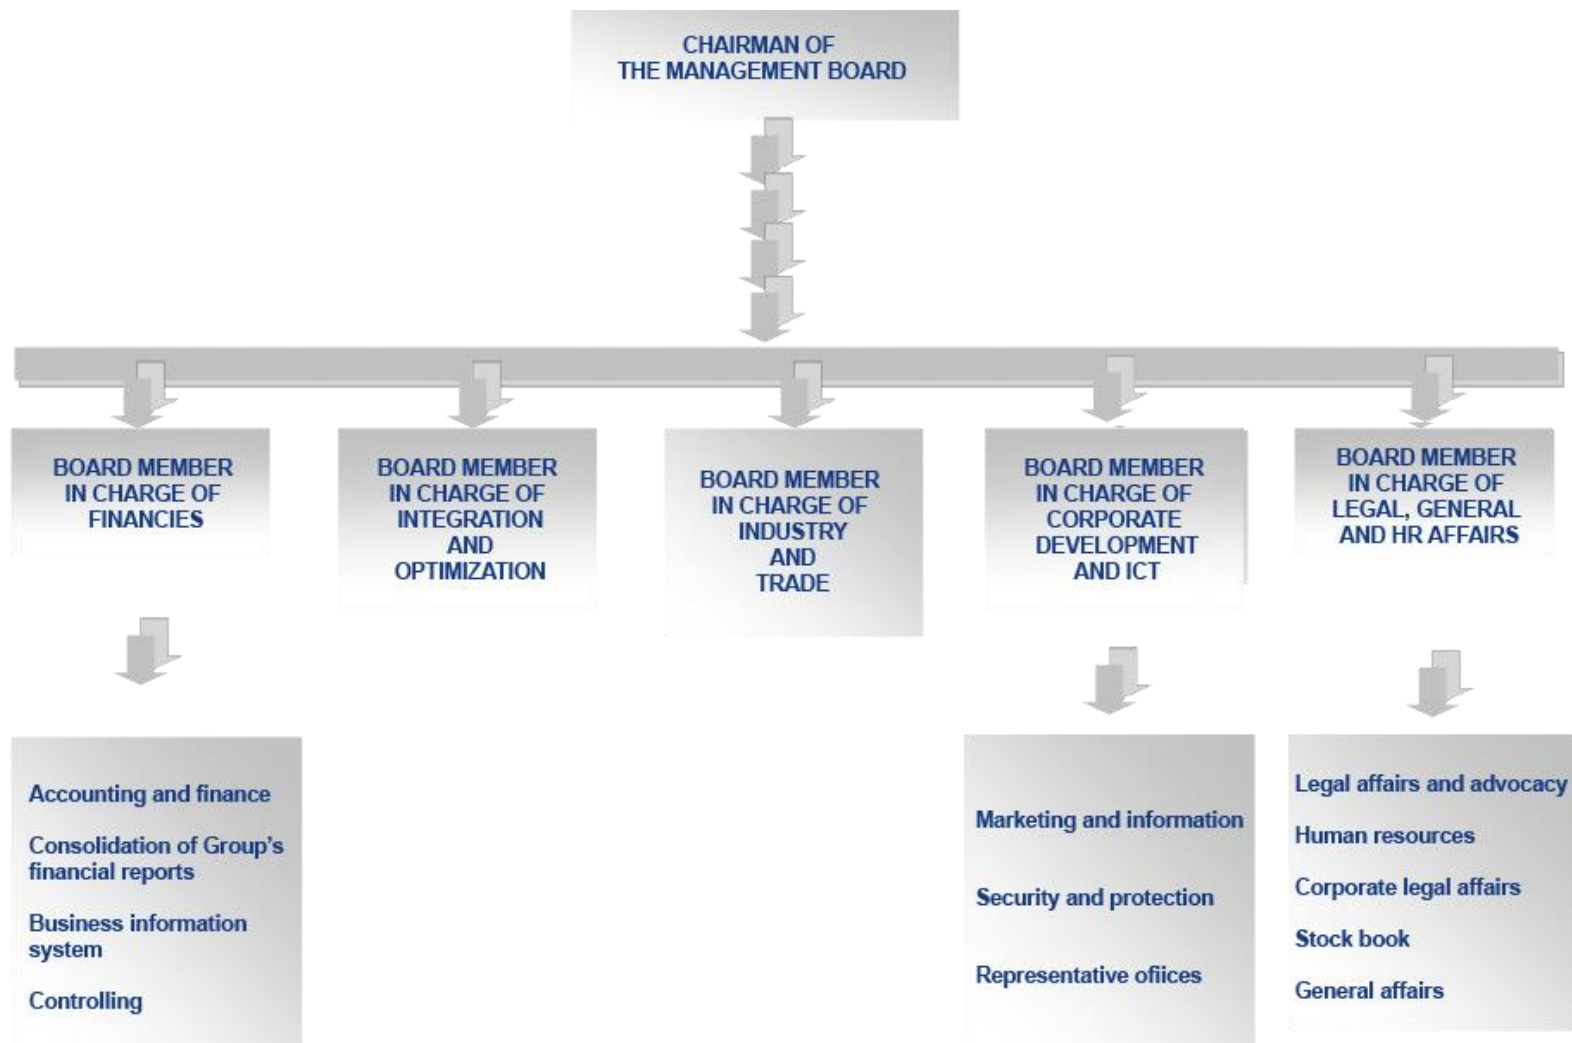 CHAIRMAN OF
THE MANAGEMENT BOARD
BOARD MEMBER
IN CHARGE OF
FINANCIES
BOARD MEMBER
IN CHARGE OF
INTEGRATION
AND
OPTIMIZATION
BOARD MEMBER
IN CHARGE OF
INDUSTRY
AND
TRADE
BOARD MEMBER
IN CHARGE OF
CORPORATE
DEVELOPMENT
AND ICT
BOARD MEMBER
IN CHARGE OF
LEGAL, GENERAL
AND HR AFFAIRS
Accounting and finance
Consolidation of Group's
financial reports
Business information
system
Controlling
Marketing and information
Security and protection
Representative ofiices
Legal affairs and advocacy
Human resources
Corporate legal affairs
Stock book
General affairs